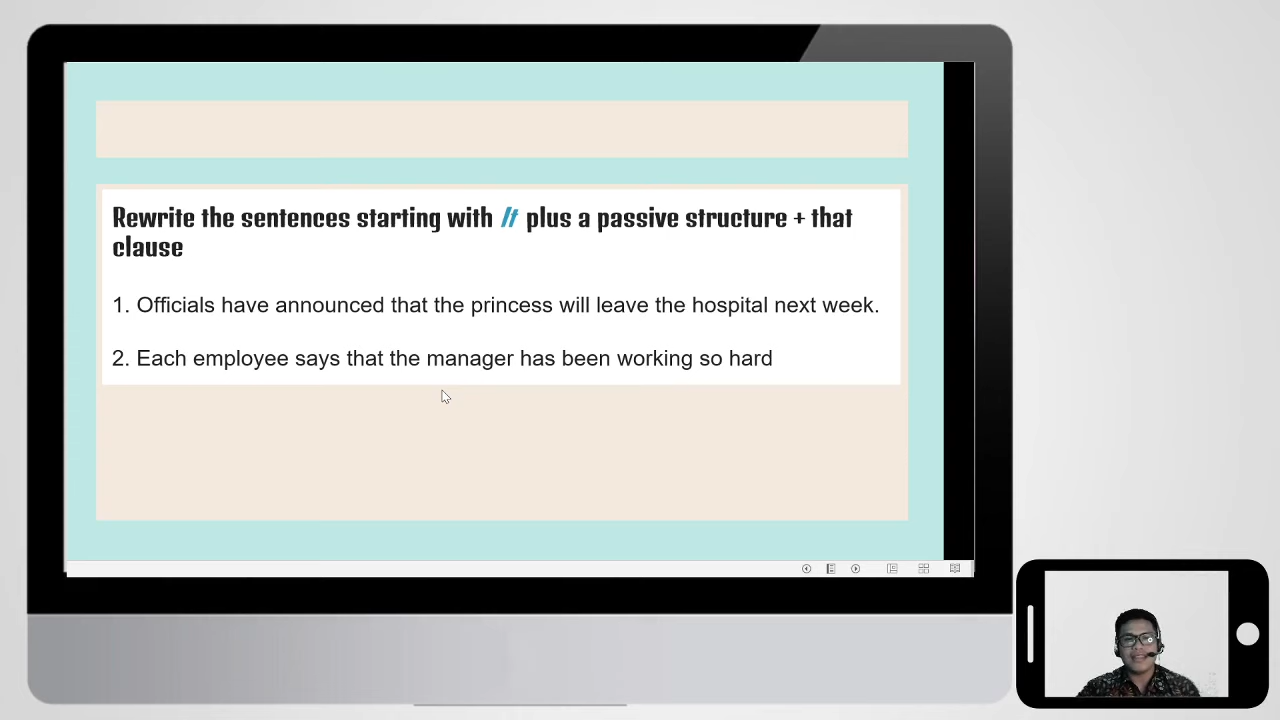 Rewrite the sentences starting with It plus a passive structure + that
clause
1. Officials have announced that the princess will leave the hospital next week.
2. Each employee says that the manager has been working so hard